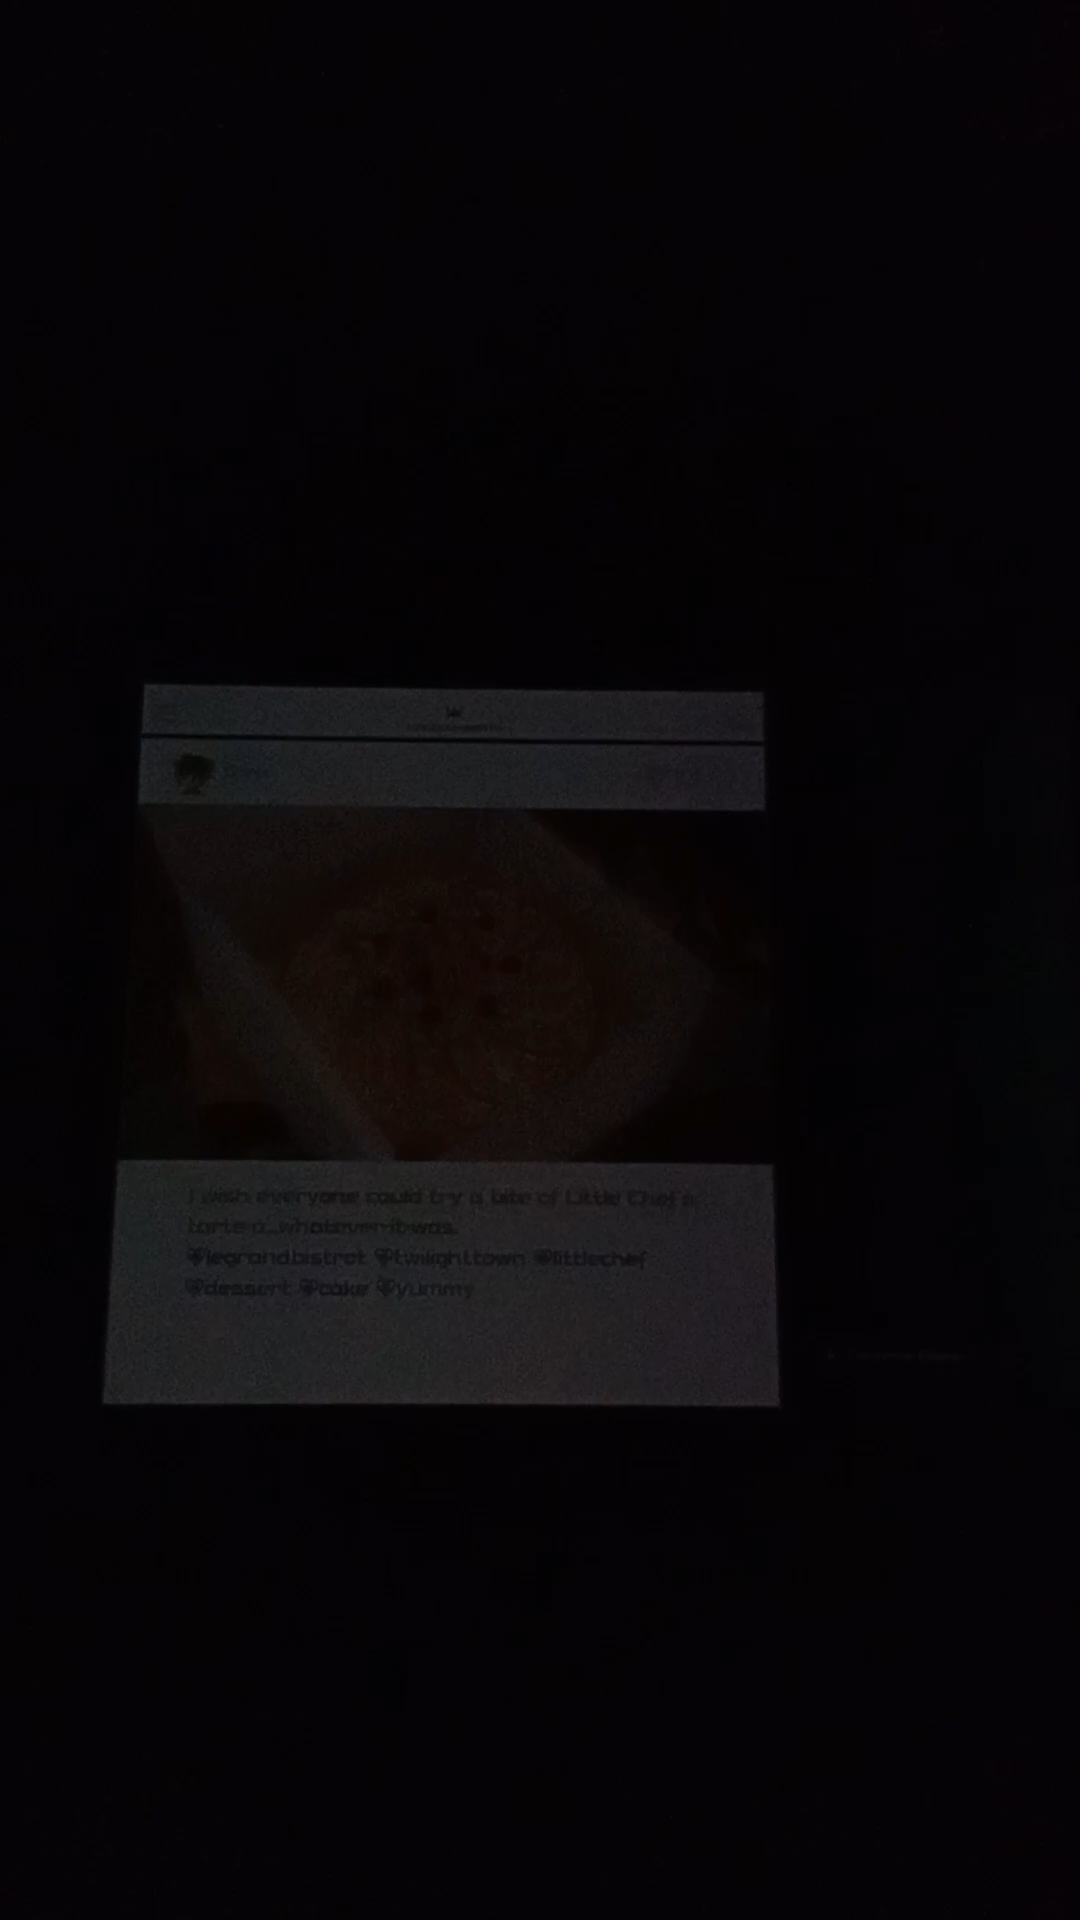 I wish everyone could try a bite of Little Chef's
tarte a...whatever it was.
legrandbistrot twilighttown littlechef
dessert cake yummy